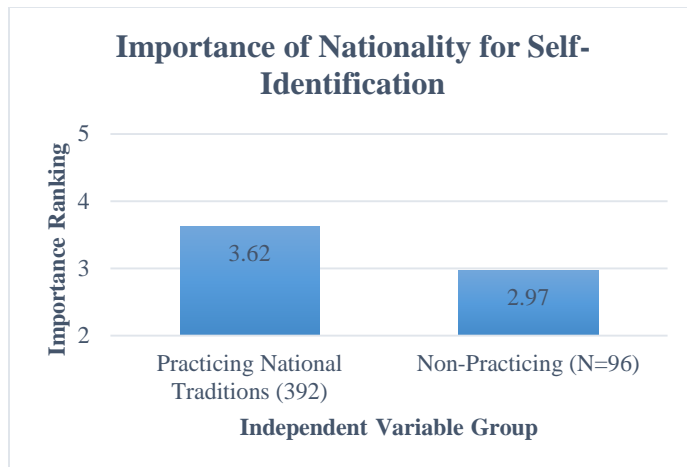 Importance of Nationality for Self-
Identification
Importance Ranking
5
4
3
2
3.62
2.97
Practicing National
Traditions (392)
Non-Practicing (N=96)
Independent Variable Group